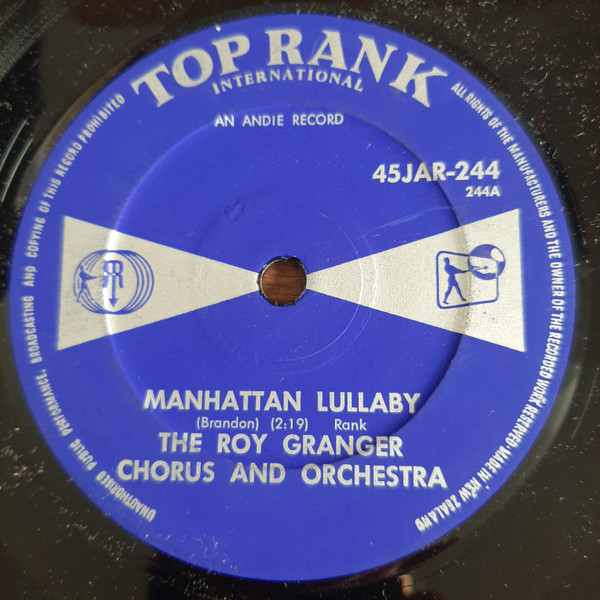 TOP RANK
INTERNATIONAL
AN ANDIE RECORD
45JAR-244
244A
MANHATTAN LULLABY
(Brandon) (2:19) Rank
THE ROY GRANGER
CHORUS AND ORCHESTRA
UNAUTHORISED PUBLIC PERFORMANCE, BROADCASTING AND COPYING OF THIS RECORD PROHIBITED
ALL RIGHTS OF THE MANUFACTURERS AND THE OWNER OF THE RECORDED WORK RESERVED-MADE IN NEW ZEALAND